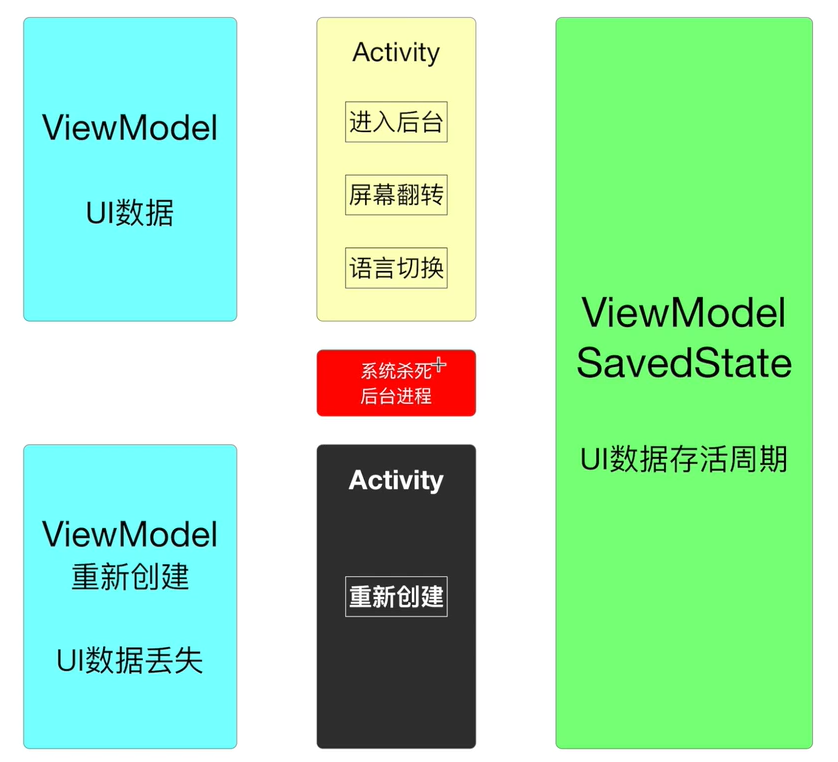 ViewModel
UI数据
Activity
进入后台
屏幕翻转
语言切换
系统杀死
后台进程
ViewModel
重新创建
UI数据丢失
Activity
重新创建
ViewModel
SavedState
UI数据存活周期